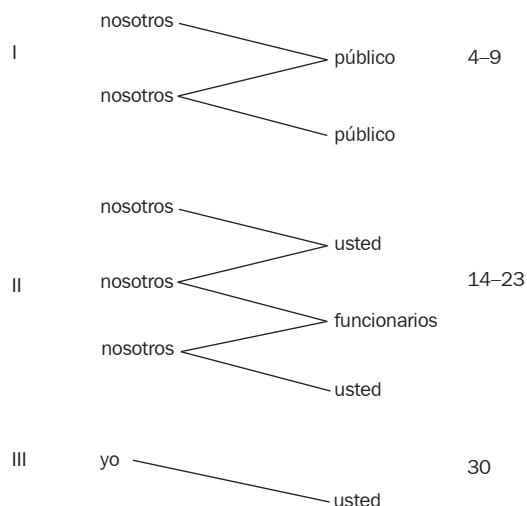 nosotros
I
público
4–9
nosotros
público
nosotros
usted
II
nosotros
14–23
funcionarios
nosotros
usted
III
yo
30
usted